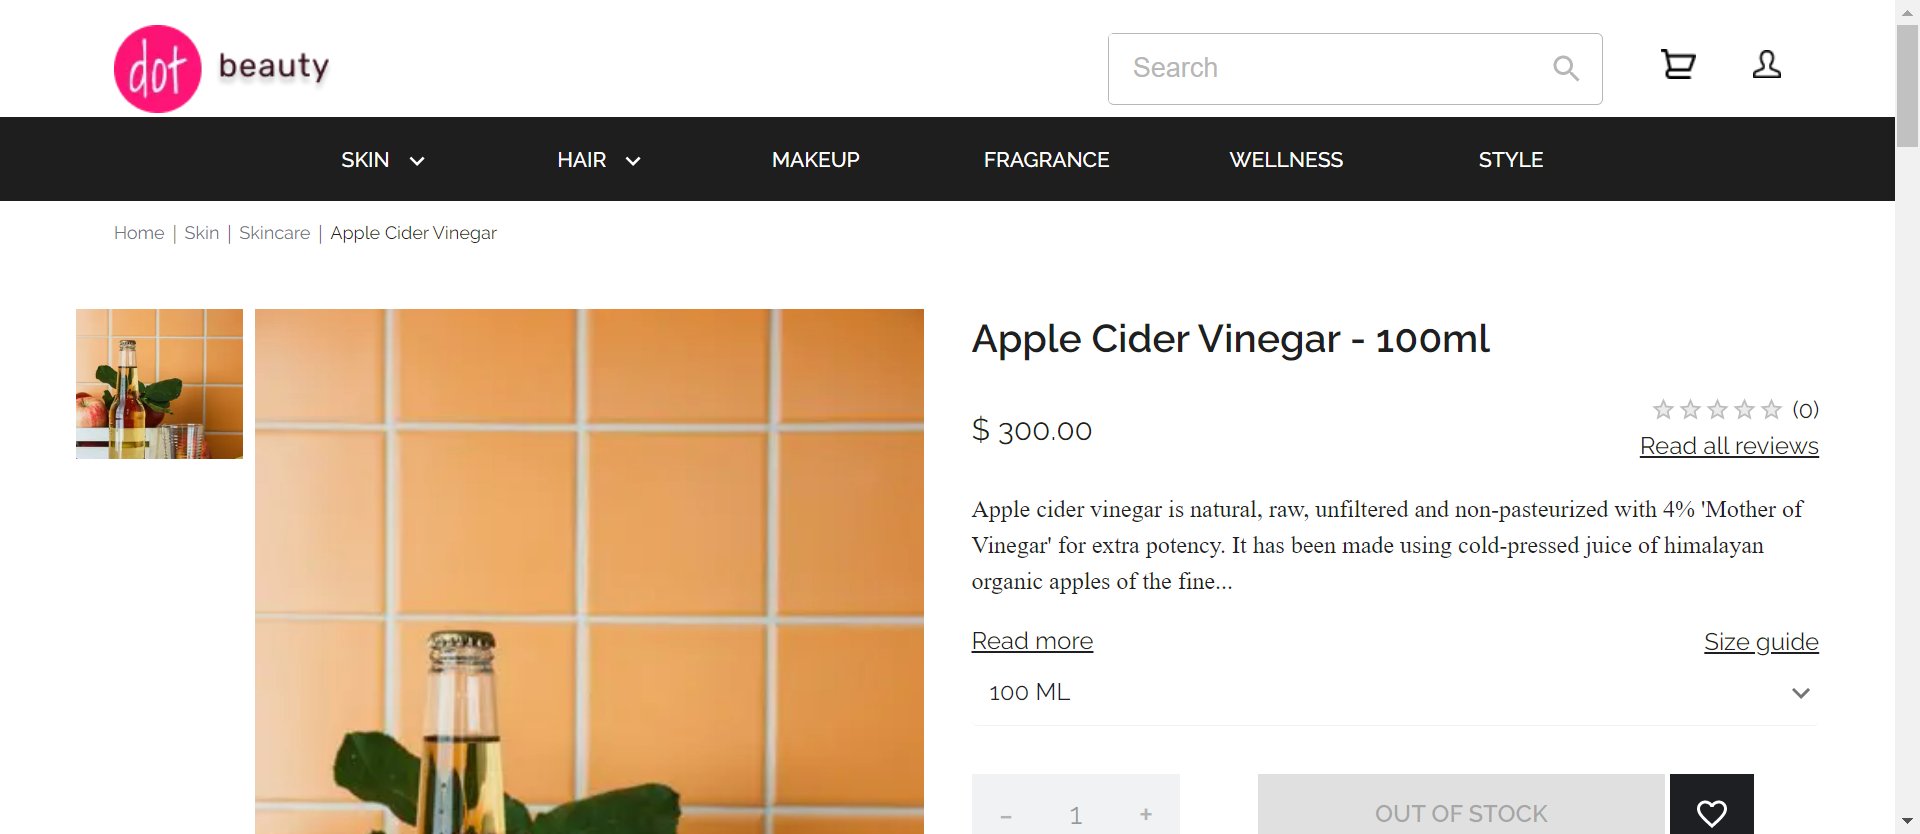 dot beauty
Search
SKIN
HAIR
MAKEUP
FRAGRANCE
WELLNESS
STYLE
Home | Skin | Skincare | Apple Cider Vinegar
Apple Cider Vinegar - 100ml
(0)
$ 300.00
Read all reviews
Apple cider vinegar is natural, raw, unfiltered and non-pasteurized with 4% 'Mother of
Vinegar' for extra potency. It has been made using cold-pressed juice of himalayan
organic apples of the fine...
Read more
Size guide
100 ML
- 1 +
OUT OF STOCK